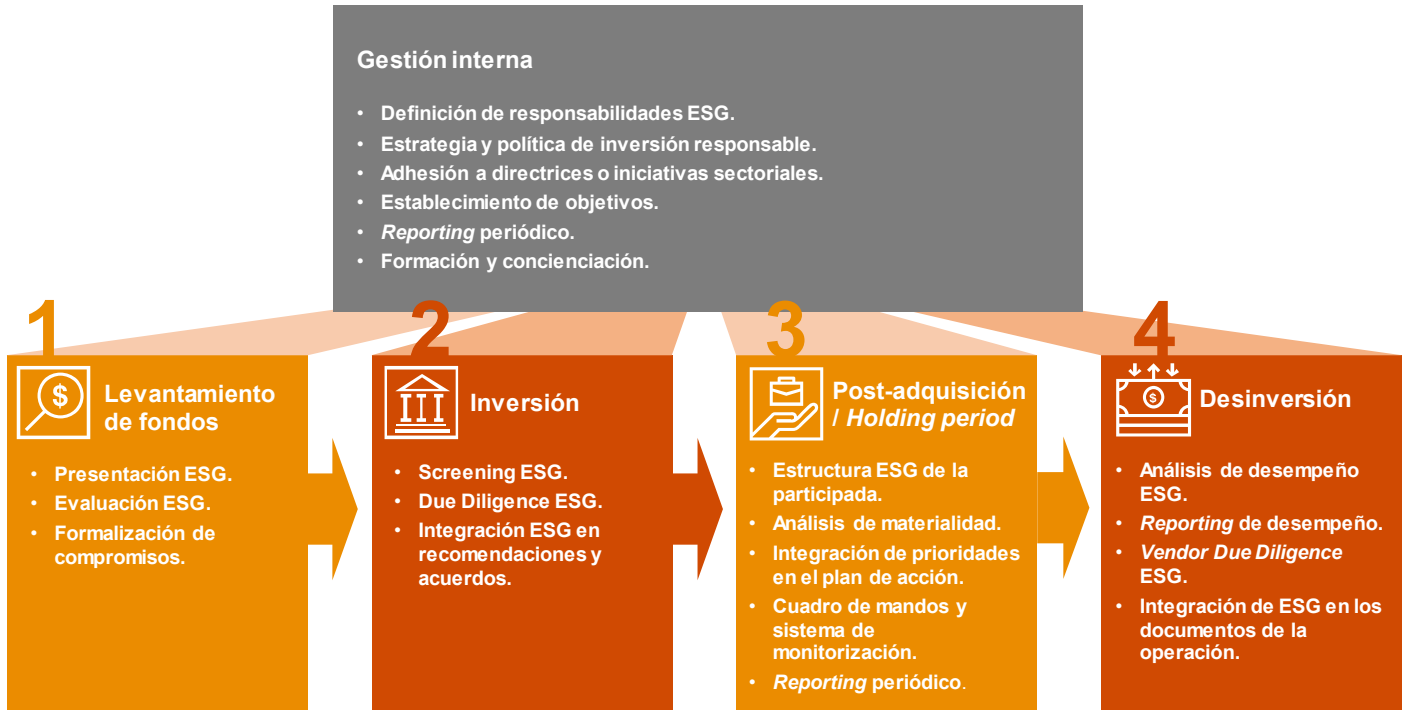 Gestión interna
• Definición de responsabilidades ESG.
• Estrategia y política de inversión responsable.
• Adhesión a directrices o iniciativas sectoriales.
• Establecimiento de objetivos.
• Reporting periódico.
• Formación y concienciación.
1
$
Levantamiento
de fondos
• Presentación ESG.
• Evaluación ESG.
• Formalización de
compromisos.
2
Inversión
• Screening ESG.
• Due Diligence ESG.
• Integración ESG en
recomendaciones y
acuerdos.
3
Post-adquisición
/ Holding period
• Estructura ESG de la
participada.
• Análisis de materialidad.
• Integración de prioridades
en el plan de acción.
• Cuadro de mandos y
sistema de
monitorización.
• Reporting periódico.
4
$
Desinversión
• Análisis de desempeño
ESG.
• Reporting de desempeño.
• Vendor Due Diligence
ESG.
• Integración de ESG en los
documentos de la
operación.